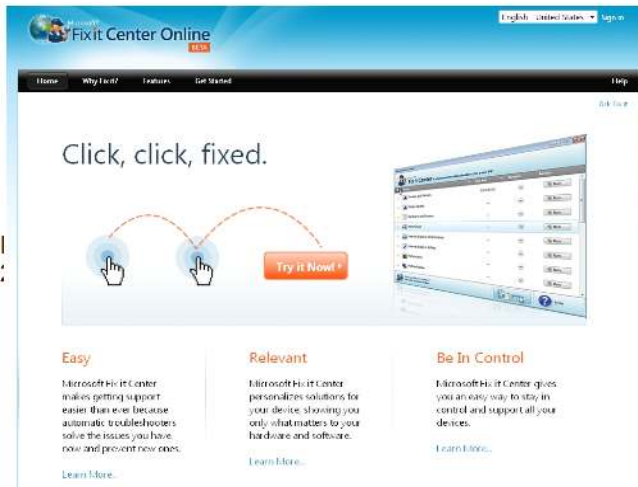 Microsoft
Fix it Center Online
BETA
English United States
Sign in
Home Why Fix it? Features Get Started Help
Click, click, fixed.
Fix it Center
Try it Now!
Easy
Microsoft Fix it Center
makes getting support
easier than ever because
automatic troubleshooters
solve the issues you have
now and prevent new ones.
Learn More..
Relevant
Microsoft Fix it Center
personalizes solutions for
your device, showing you
only what matters to your
hardware and software.
Learn More..
Be In Control
Microsoft Fix it Center gives
you an easy way to stay in
control and support all your
devices.
Learn More..